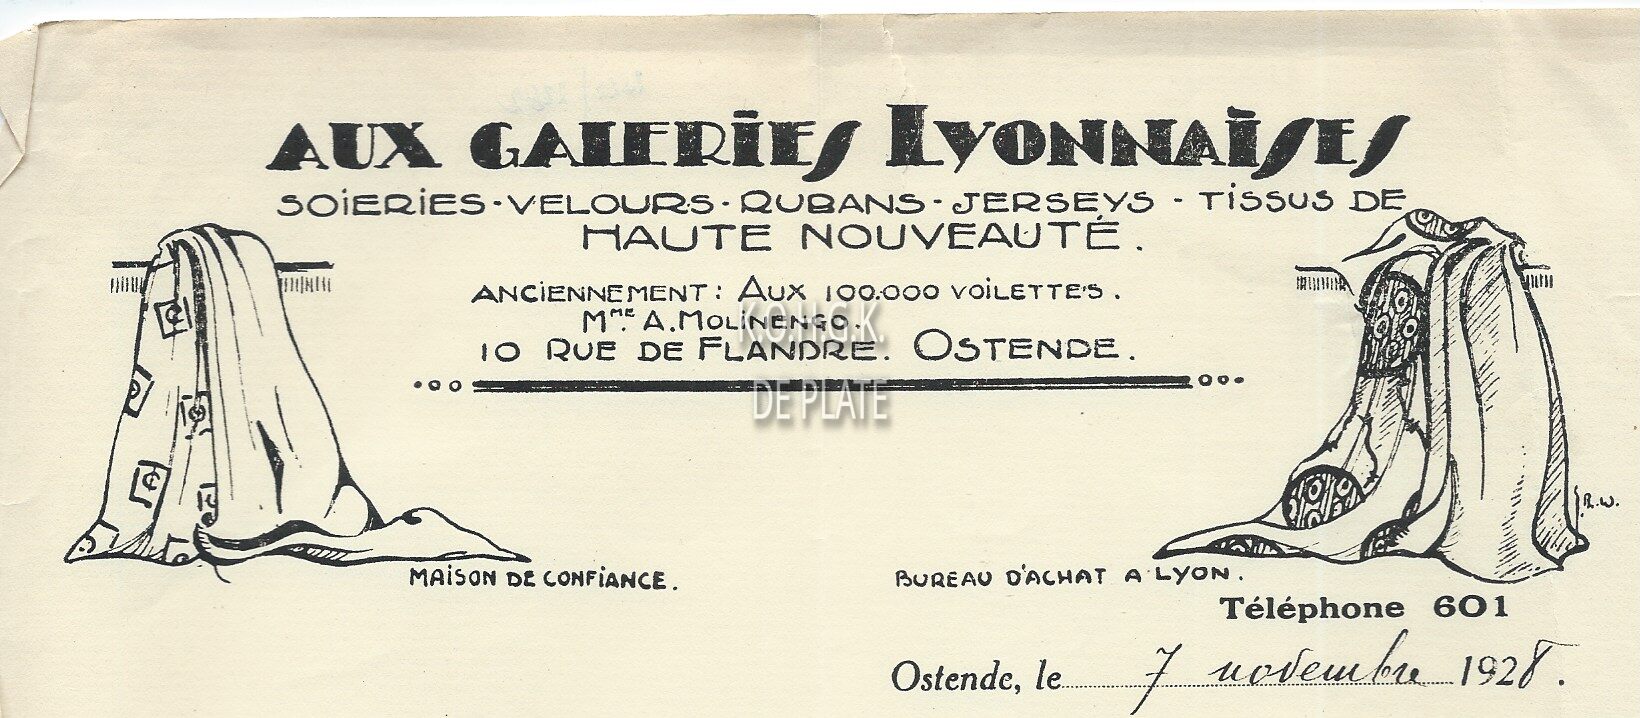 AUX GALERIES LYONNAISES
SOIERIES - VELOURS - RUBANS - JERSEYS - TISSUS DE
HAUTE NOUVEAUTÉ.
ANCIENNEMENT: AUX 100.000 VOILETTES.
MME A. MOLINENGO.
10 RUE DE FLANDRE. OSTENDE.
K.O.H.G.K.
DE PLATE
R.W.
MAISON DE CONFIANCE.
BUREAU D'ACHAT A LYON.
Téléphone 601
Ostende, le 7 novembre 1928.